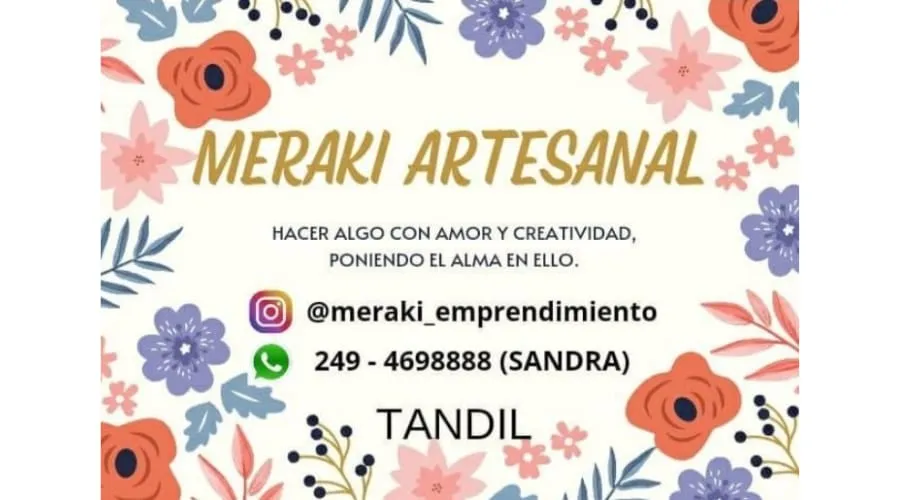 MERAKI ARTESANAL
HACER ALGO CON AMOR Y CREATIVIDAD,
PONIENDO EL ALMA EN ELLO.
@meraki_emprendimiento
249 - 4698888 (SANDRA)
TANDIL